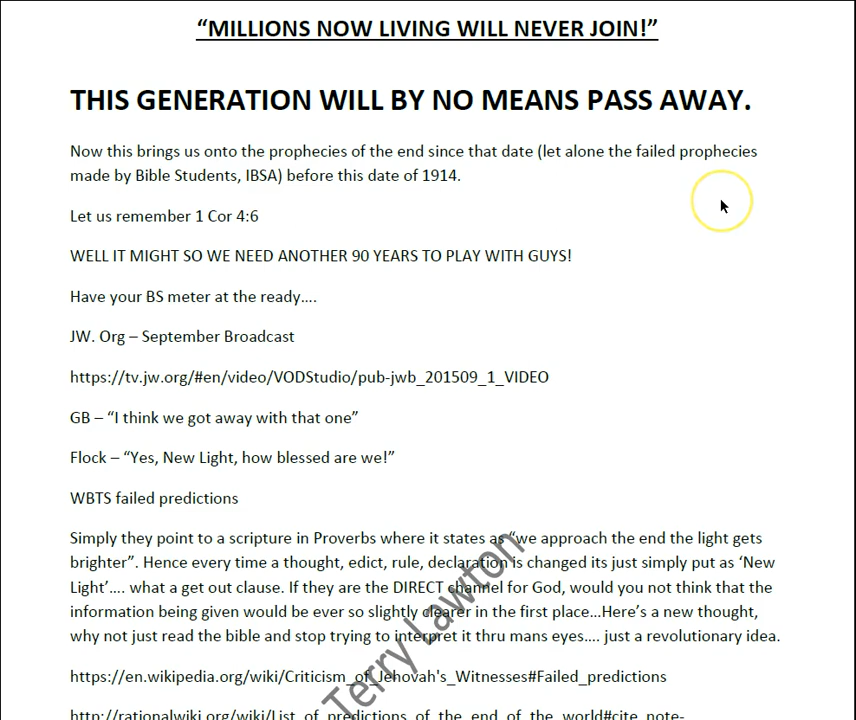 “MILLIONS NOW LIVING WILL NEVER JOIN!”
THIS GENERATION WILL BY NO MEANS PASS AWAY.
Now this brings us onto the prophecies of the end since that date (let alone the failed prophecies
made by Bible Students, IBSA) before this date of 1914.
Let us remember 1 Cor 4:6
WELL IT MIGHT SO WE NEED ANOTHER 90 YEARS TO PLAY WITH GUYS!
Have your BS meter at the ready….
JW. Org – September Broadcast
https://tv.jw.org/#en/video/VODStudio/pub-jwb_201509_1_VIDEO
GB – “I think we got away with that one”
Flock – “Yes, New Light, how blessed are we!”
WBTS failed predictions
Simply they point to a scripture in Proverbs where it states as “we approach the end the light gets
brighter”. Hence every time a thought, edict, rule, declaration is changed its just simply put as ‘New
Light’…. what a get out clause. If they are the DIRECT channel for God, would you not think that the
information being given would be ever so slightly clearer in the first place…Here’s a new thought,
why not just read the bible and stop trying to interpret it thru mans eyes…. just a revolutionary idea.
https://en.wikipedia.org/wiki/Criticism_of_Jehovah's_Witnesses#Failed_predictions
http://rationalwiki.org/wiki/List_of_predictions_of_the_end_of_the_world#cite_note-
Terry Lawton